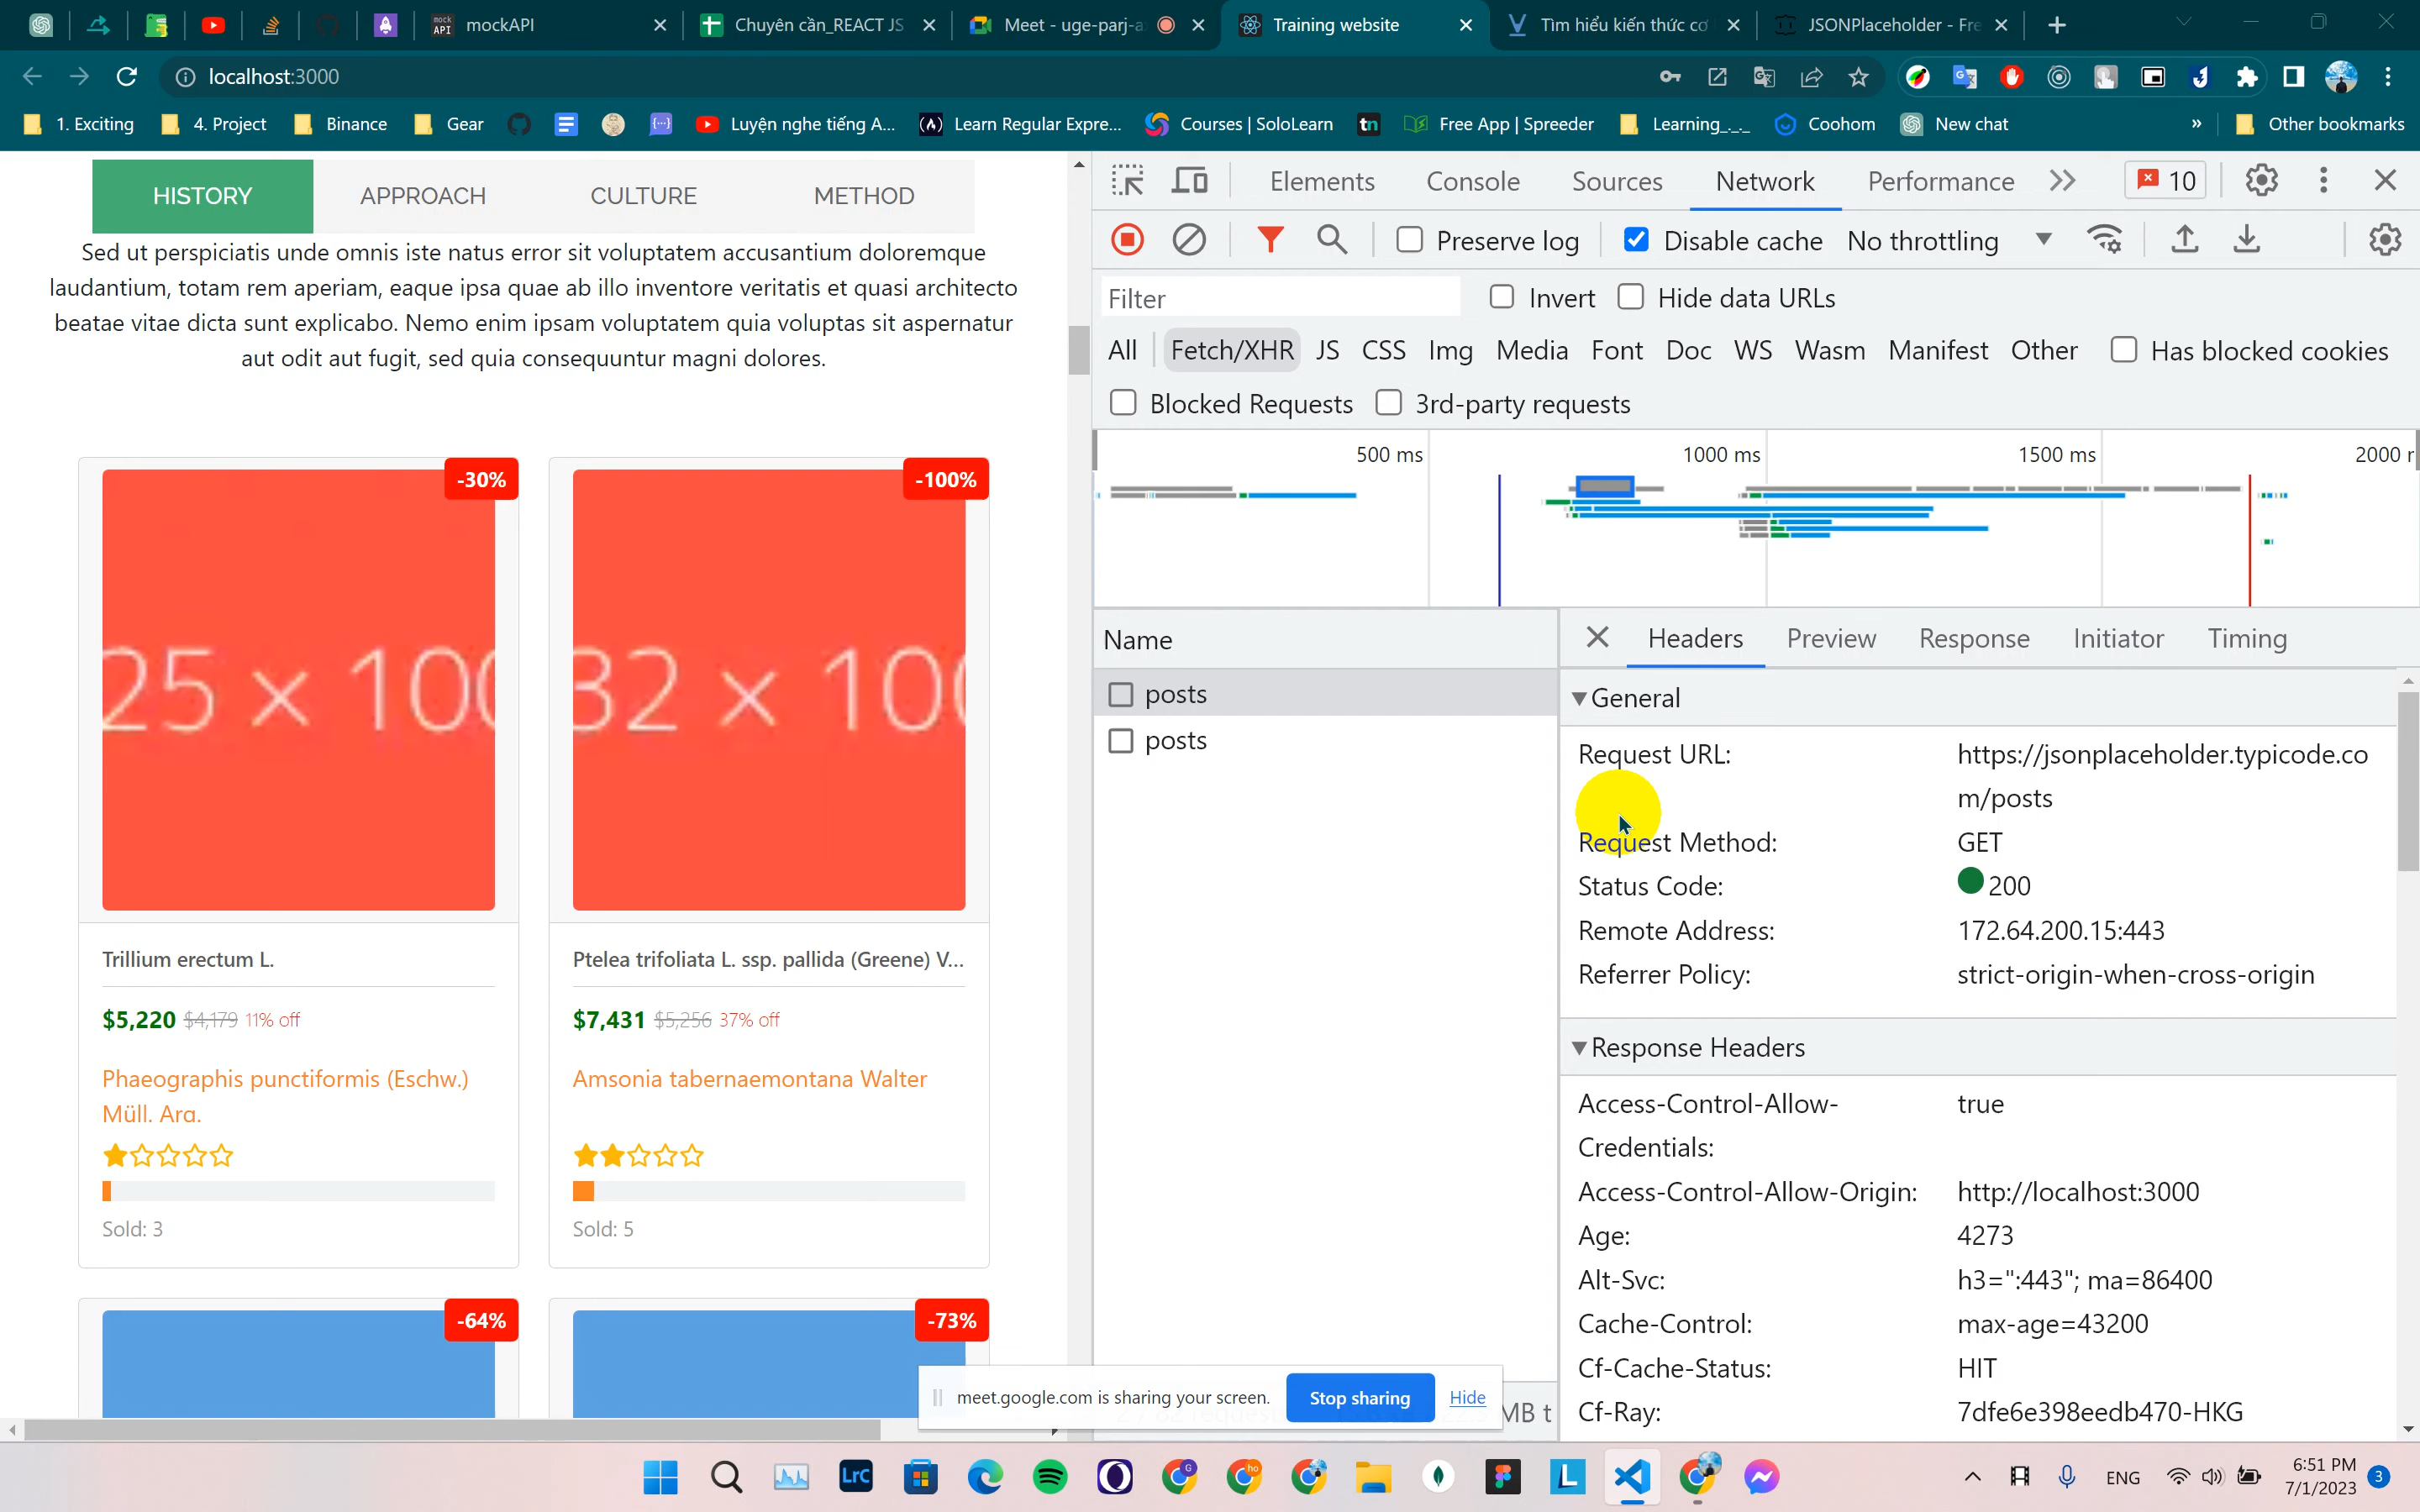 mockAPI
Chuyên cần_REACT JS
Meet - uge-parj-a
Training website
Tìm hiểu kiến thức cơ
JSONPlaceholder - Fre
localhost:3000
1. Exciting
4. Project
Binance
Gear
Luyện nghe tiếng A...
Learn Regular Expre...
Courses | SoloLearn
tn
Free App | Spreeder
Learning_._._
Coohom
New chat
»
Other bookmarks
HISTORY
APPROACH
CULTURE
METHOD
Sed ut perspiciatis unde omnis iste natus error sit voluptatem accusantium doloremque
laudantium, totam rem aperiam, eaque ipsa quae ab illo inventore veritatis et quasi architecto
beatae vitae dicta sunt explicabo. Nemo enim ipsam voluptatem quia voluptas sit aspernatur
aut odit aut fugit, sed quia consequuntur magni dolores.
-30%
25 × 100
Trillium erectum L.
$5,220 $4,179 11% off
Phaeographis punctiformis (Eschw.)
Müll. Arg.
Sold: 3
-100%
32 × 100
Ptelea trifoliata L. ssp. pallida (Greene) V...
$7,431 $5,256 37% off
Amsonia tabernaemontana Walter
Sold: 5
-64%
-73%
Elements
Console
Sources
Network
Performance
10
Preserve log
Disable cache
No throttling
Filter
Invert
Hide data URLs
All
Fetch/XHR
JS
CSS
Img
Media
Font
Doc
WS
Wasm
Manifest
Other
Has blocked cookies
Blocked Requests
3rd-party requests
500 ms
1000 ms
1500 ms
2000 r
Name
posts
posts
Headers
Preview
Response
Initiator
Timing
General
Request URL: https://jsonplaceholder.typicode.co
m/posts
Request Method: GET
Status Code: 200
Remote Address: 172.64.200.15:443
Referrer Policy: strict-origin-when-cross-origin
Response Headers
Access-Control-Allow- true
Credentials:
Access-Control-Allow-Origin: http://localhost:3000
Age: 4273
Alt-Svc: h3=":443"; ma=86400
Cache-Control: max-age=43200
Cf-Cache-Status: HIT
Cf-Ray: 7dfe6e398eedb470-HKG
meet.google.com is sharing your screen.
Stop sharing
Hide
MB t
LrC
ENG
6:51 PM
7/1/2023
3